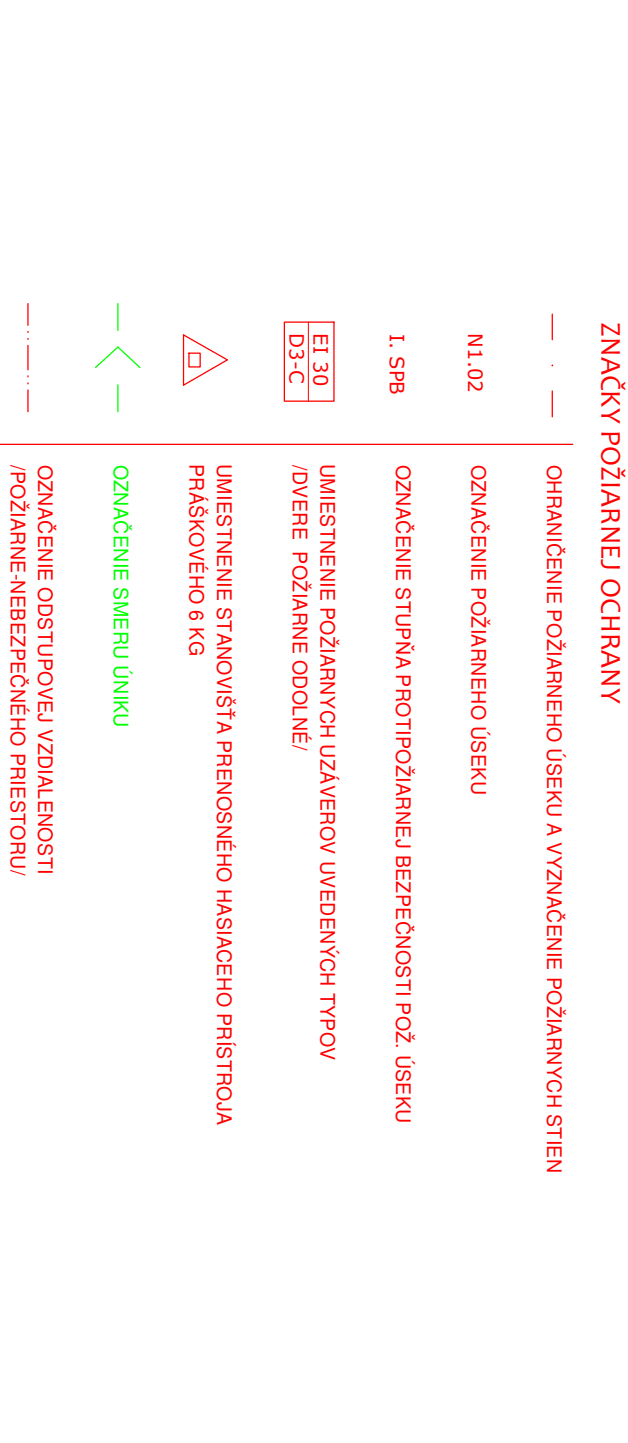 ZNAČKY POŽIARNEJ OCHRANY
OHRANIČENIE POŽIARNEHO ÚSEKU A VYZNAČENIE POŽIARNYCH STIEN
N1.02 OZNAČENIE POŽIARNEHO ÚSEKU
I. SPB OZNAČENIE STUPŇA PROTIPOŽIARNEJ BEZPEČNOSTI POŽ. ÚSEKU
EI 30 UMIESTNENIE POŽIARNYCH UZÁVEROV UVEDENÝCH TYPOV
D3-C /DVERE POŽIARNE ODOLNÉ/
UMIESTNENIE STANOVIŠŤA PRENOSNÉHO HASIACEHO PRÍSTROJA
PRÁŠKOVÉHO 6 KG
OZNAČENIE SMERU ÚNIKU
OZNAČENIE ODSTUPOVEJ VZDIALENOSTI
/POŽIARNE-NEBEZPEČNÉHO PRIESTORU/